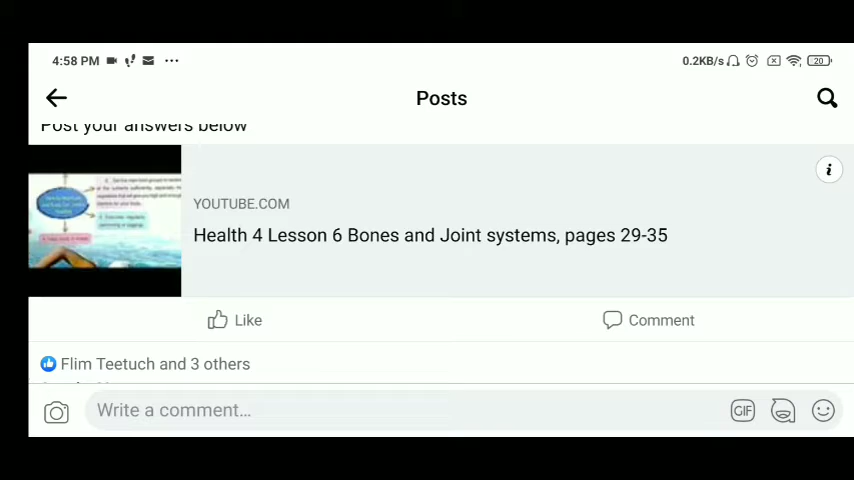 4:58 PM ... 0.2KB/s 20
Posts
Post your answers below
YOUTUBE.COM
Health 4 Lesson 6 Bones and Joint systems, pages 29-35
Like Comment
Flim Teetuch and 3 others
Write a comment... GIF